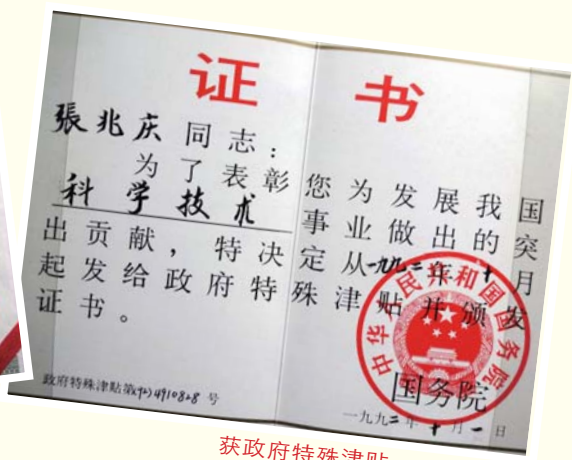 证 书
張兆庆 同志：
为了表彰您为发展我国
科学技术 事业做出的突
出贡献，特决定从一九九二年十月
起发给政府特殊津贴并颁发
证书。
政府特殊津贴第(92)4910828号
中华人民共和国国务院
国务院
一九九二年十月一日
获政府特殊津贴